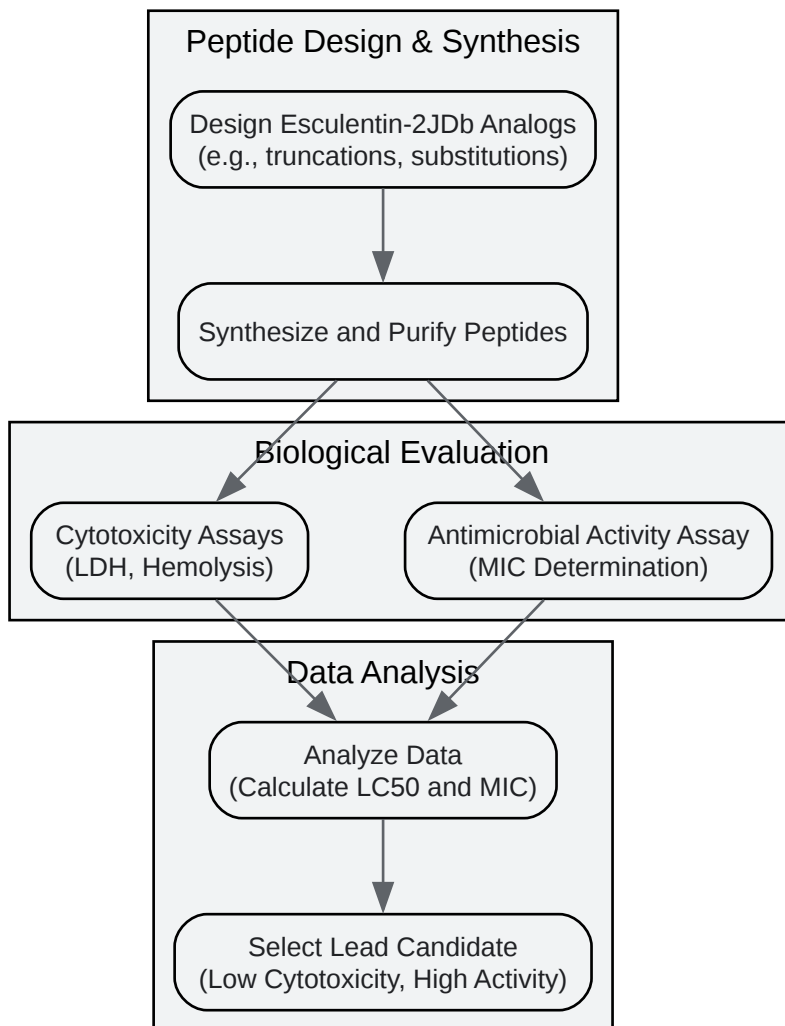 Peptide Design & Synthesis
Design Esculentin-2JDb Analogs
(e.g., truncations, substitutions)
Synthesize and Purify Peptides
Biological Evaluation
Cytotoxicity Assays
(LDH, Hemolysis)
Antimicrobial Activity Assay
(MIC Determination)
Data Analysis
Analyze Data
(Calculate LC50 and MIC)
Select Lead Candidate
(Low Cytotoxicity, High Activity)